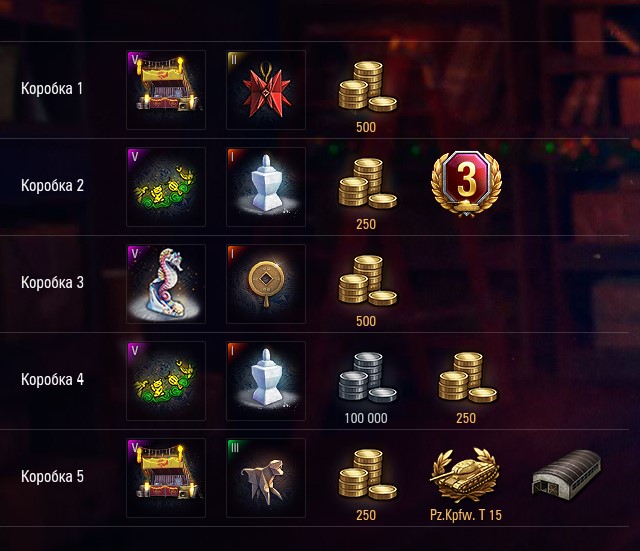 V II
Коробка 1
500
V I
Коробка 2 3
250
V I
Коробка 3
500
V I
Коробка 4
100 000 250
V III
Коробка 5
250 Pz.Kpfw. T 15